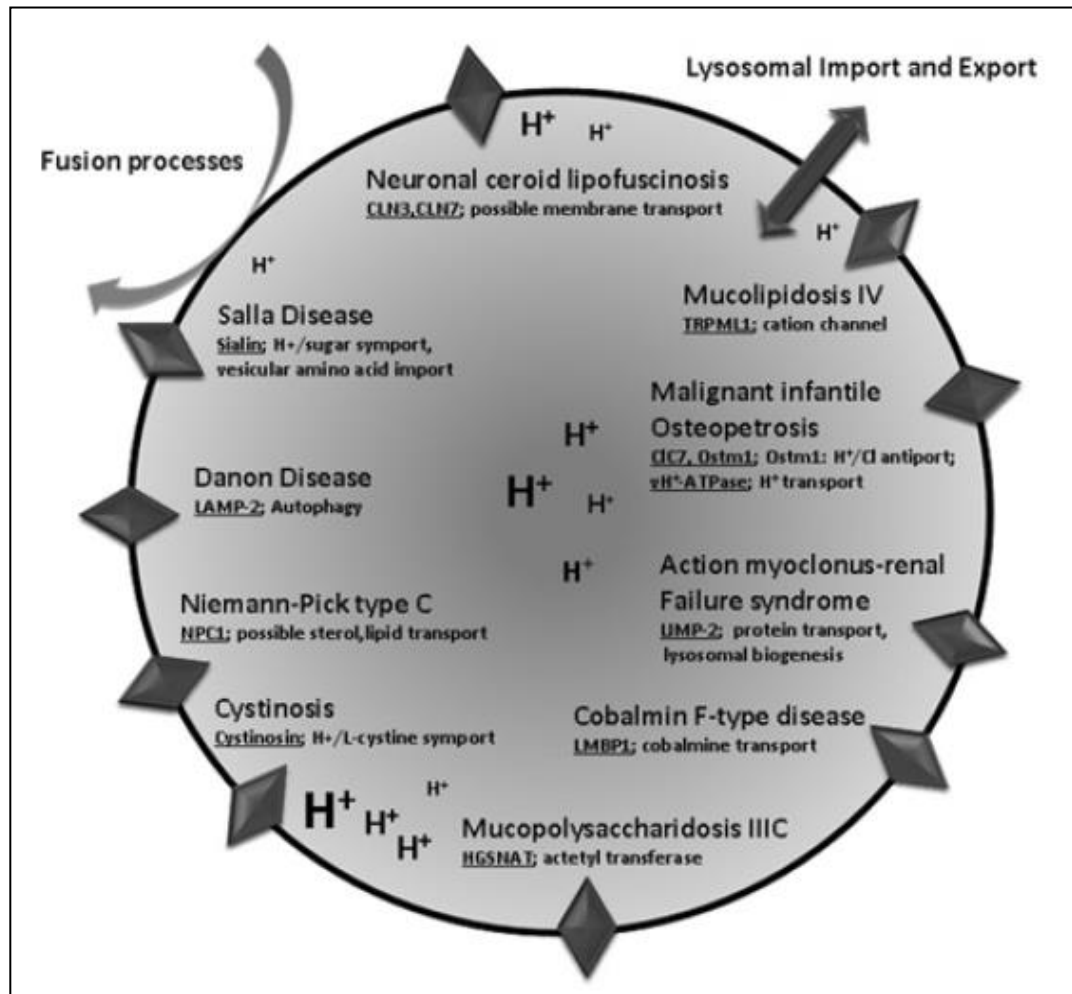 Lysosomal Import and Export
Fusion processes
H⁺ H⁺
Neuronal ceroid lipofuscinosis
CLN3,CLN7; possible membrane transport
H⁺
H⁺
Salla Disease
Sialin; H+/sugar symport,
vesicular amino acid import
Mucolipidosis IV
TRPML1; cation channel
Malignant infantile
Osteopetrosis
ClC7, Ostm1; Ostm1: H⁺/Cl antiport;
vH⁺-ATPase; H⁺ transport
H⁺
H⁺ H⁺
H⁺
Danon Disease
LAMP-2; Autophagy
Action myoclonus-renal
Failure syndrome
LIMP-2; protein transport,
lysosomal biogenesis
Niemann-Pick type C
NPC1; possible sterol,lipid transport
Cystinosis
Cystinosin; H+/L-cystine symport
Cobalmin F-type disease
LMBP1; cobalmine transport
H⁺ H⁺ H⁺ H⁺
Mucopolysaccharidosis IIIC
HGSNAT; actetyl transferase